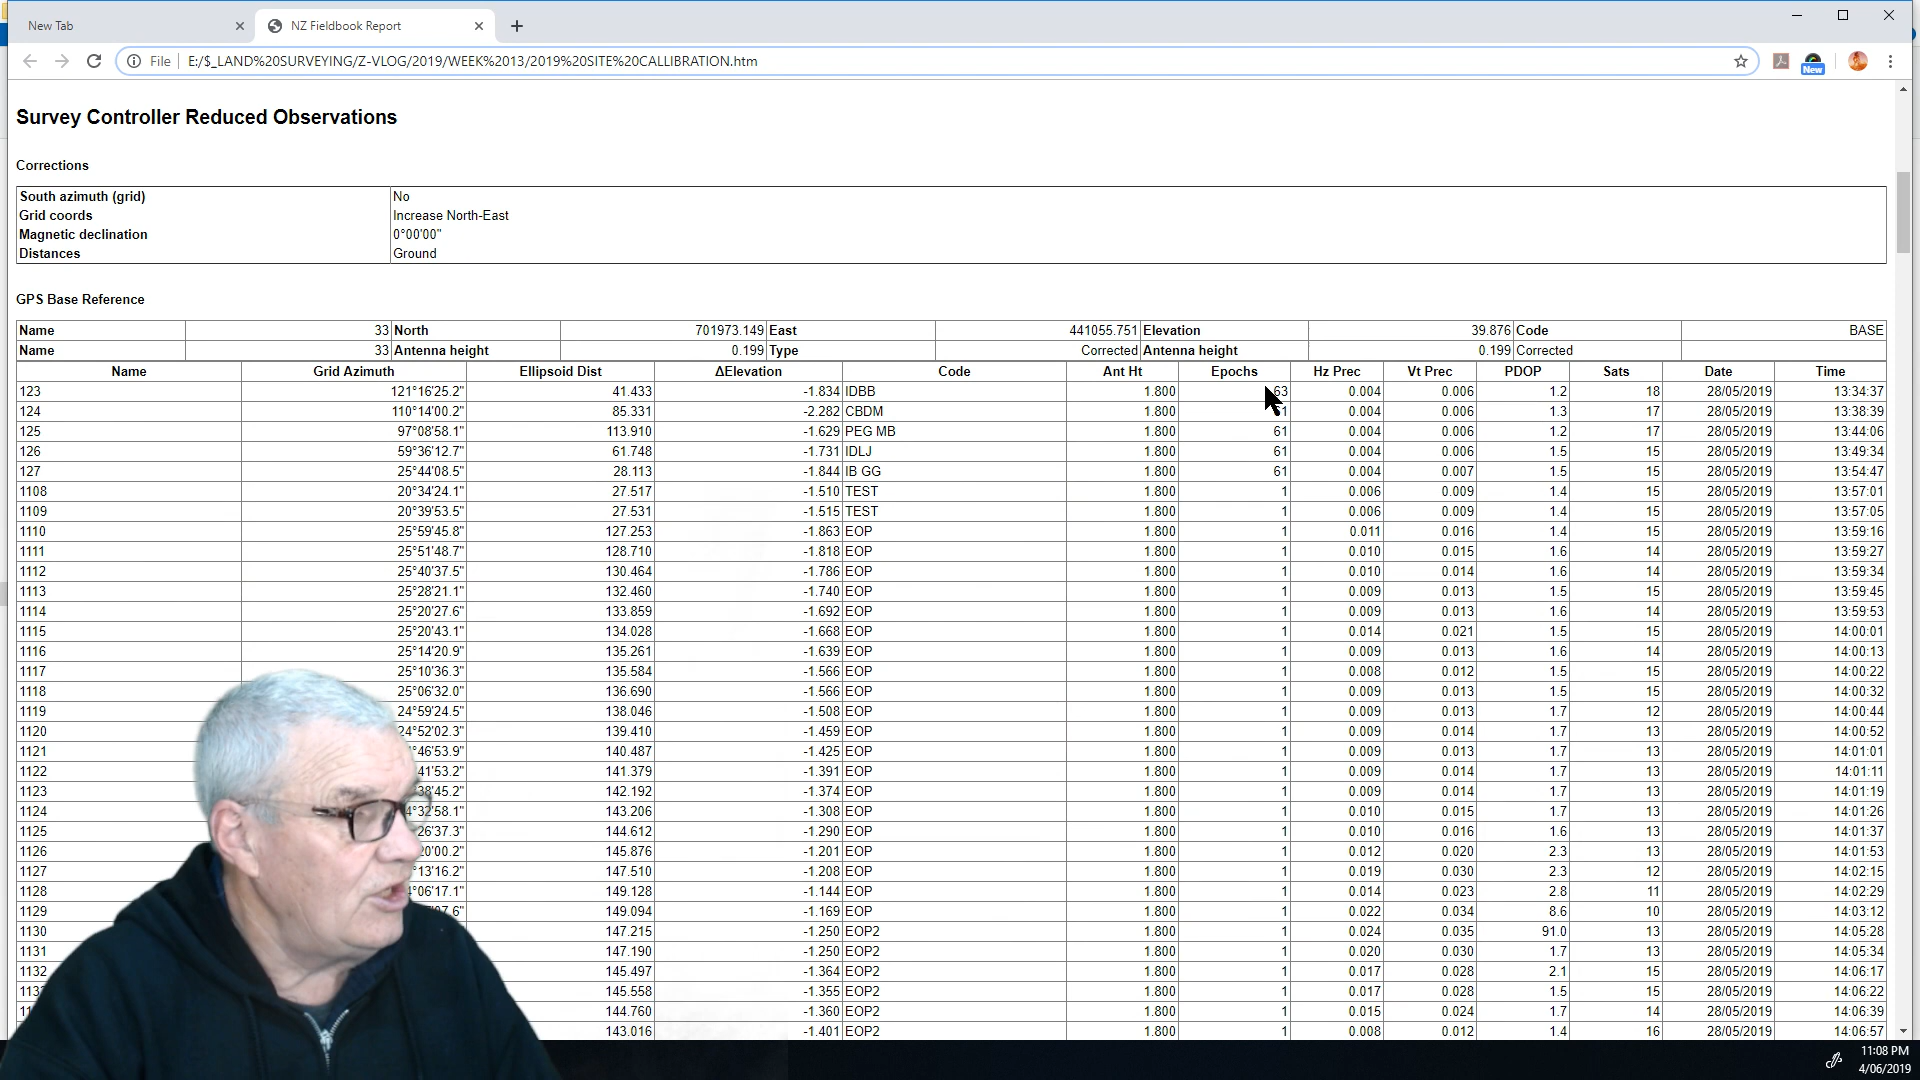 New Tab
NZ Fieldbook Report
File E:/$_LAND%20SURVEYING/Z-VLOG/2019/WEEK%2013/2019%20SITE%20CALLIBRATION.htm
New
Survey Controller Reduced Observations
Corrections
South azimuth (grid) No
Grid coords Increase North-East
Magnetic declination 0°00'00"
Distances Ground
GPS Base Reference
Name 33 North 701973.149 East 441055.751 Elevation 39.876 Code BASE
Name 33 Antenna height 0.199 Type Corrected Antenna height 0.199 Corrected
Name Grid Azimuth Ellipsoid Dist ΔElevation Code Ant Ht Epochs Hz Prec Vt Prec PDOP Sats Date Time
123 121°16'25.2" 41.433 -1.834 IDBB 1.800 63 0.004 0.006 1.2 18 28/05/2019 13:34:37
124 110°14'00.2" 85.331 -2.282 CBDM 1.800 0.004 0.006 1.3 17 28/05/2019 13:38:39
125 97°08'58.1" 113.910 -1.629 PEG MB 1.800 61 0.004 0.006 1.2 17 28/05/2019 13:44:06
126 59°36'12.7" 61.748 -1.731 IDLJ 1.800 61 0.004 0.006 1.5 15 28/05/2019 13:49:34
127 25°44'08.5" 28.113 -1.844 IB GG 1.800 61 0.004 0.007 1.5 15 28/05/2019 13:54:47
1108 20°34'24.1" 27.517 -1.510 TEST 1.800 1 0.006 0.009 1.4 15 28/05/2019 13:57:01
1109 20°39'53.5" 27.531 -1.515 TEST 1.800 1 0.006 0.009 1.4 15 28/05/2019 13:57:05
1110 25°59'45.8" 127.253 -1.863 EOP 1.800 1 0.011 0.016 1.4 15 28/05/2019 13:59:16
1111 25°51'48.7" 128.710 -1.818 EOP 1.800 1 0.010 0.015 1.6 14 28/05/2019 13:59:27
1112 25°40'37.5" 130.464 -1.786 EOP 1.800 1 0.010 0.014 1.6 14 28/05/2019 13:59:34
1113 25°28'21.1" 132.460 -1.740 EOP 1.800 1 0.009 0.013 1.5 15 28/05/2019 13:59:45
1114 25°20'27.6" 133.859 -1.692 EOP 1.800 1 0.009 0.013 1.6 14 28/05/2019 13:59:53
1115 25°20'43.1" 134.028 -1.668 EOP 1.800 1 0.014 0.021 1.5 15 28/05/2019 14:00:01
1116 25°14'20.9" 135.261 -1.639 EOP 1.800 1 0.009 0.013 1.6 14 28/05/2019 14:00:13
1117 25°10'36.3" 135.584 -1.566 EOP 1.800 1 0.008 0.012 1.5 15 28/05/2019 14:00:22
1118 25°06'32.0" 136.690 -1.566 EOP 1.800 1 0.009 0.013 1.5 15 28/05/2019 14:00:32
1119 24°59'24.5" 138.046 -1.508 EOP 1.800 1 0.009 0.013 1.7 12 28/05/2019 14:00:44
1120 24°52'02.3" 139.410 -1.459 EOP 1.800 1 0.009 0.014 1.7 13 28/05/2019 14:00:52
1121 °46'53.9" 140.487 -1.425 EOP 1.800 1 0.009 0.013 1.7 13 28/05/2019 14:01:01
1122 41'53.2" 141.379 -1.391 EOP 1.800 1 0.009 0.014 1.7 13 28/05/2019 14:01:11
1123 38'45.2" 142.192 -1.374 EOP 1.800 1 0.009 0.014 1.7 13 28/05/2019 14:01:19
1124 4°32'58.1" 143.206 -1.308 EOP 1.800 1 0.010 0.015 1.7 13 28/05/2019 14:01:26
1125 26'37.3" 144.612 -1.290 EOP 1.800 1 0.010 0.016 1.6 13 28/05/2019 14:01:37
1126 20'00.2" 145.876 -1.201 EOP 1.800 1 0.012 0.020 2.3 13 28/05/2019 14:01:53
1127 °13'16.2" 147.510 -1.208 EOP 1.800 1 0.019 0.030 2.3 12 28/05/2019 14:02:15
1128 4°06'17.1" 149.128 -1.144 EOP 1.800 1 0.014 0.023 2.8 11 28/05/2019 14:02:29
1129 07.6" 149.094 -1.169 EOP 1.800 1 0.022 0.034 8.6 10 28/05/2019 14:03:12
1130 147.215 -1.250 EOP2 1.800 1 0.024 0.035 91.0 13 28/05/2019 14:05:28
1131 147.190 -1.250 EOP2 1.800 1 0.020 0.030 1.7 13 28/05/2019 14:05:34
1132 145.497 -1.364 EOP2 1.800 1 0.017 0.028 2.1 15 28/05/2019 14:06:17
113 145.558 -1.355 EOP2 1.800 1 0.017 0.028 1.5 15 28/05/2019 14:06:22
11 144.760 -1.360 EOP2 1.800 1 0.015 0.024 1.7 14 28/05/2019 14:06:39
143.016 -1.401 EOP2 1.800 1 0.008 0.012 1.4 16 28/05/2019 14:06:57
11:08 PM
4/06/2019